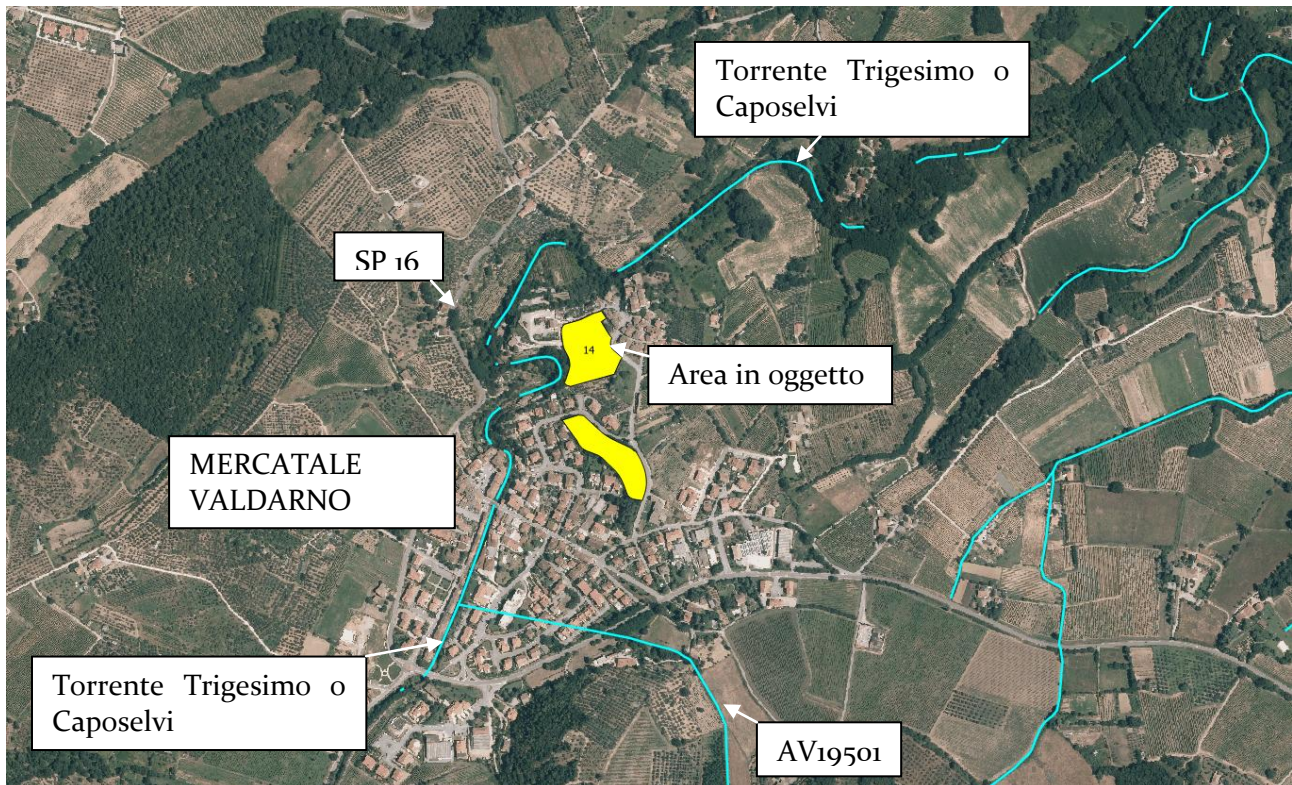 Torrente Trigesimo o
Caposelvi
SP 16
14
Area in oggetto
MERCATALE
VALDARNO
Torrente Trigesimo o
Caposelvi
AV19501